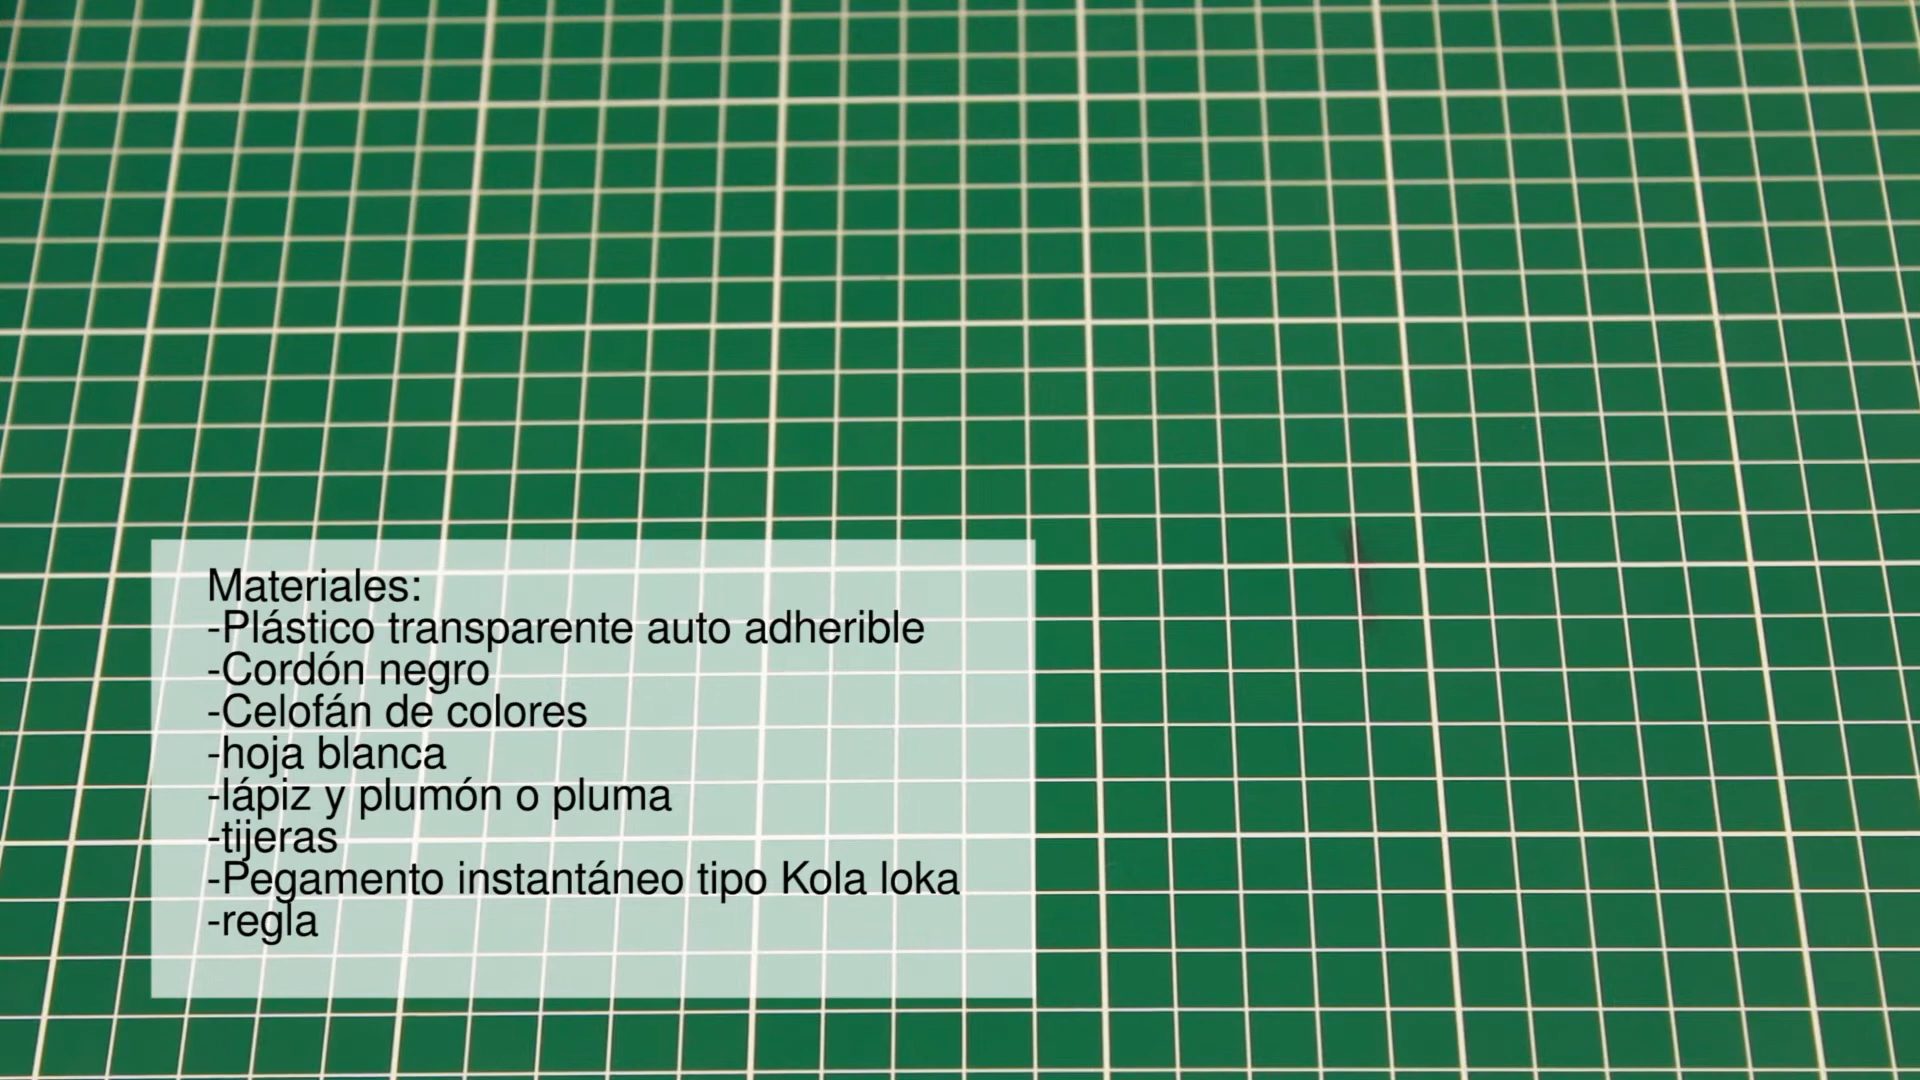 Materiales:
-Plástico transparente auto adherible
-Cordón negro
-Celofán de colores
-hoja blanca
-lápiz y plumón o pluma
-tijeras
-Pegamento instantáneo tipo Kola loka
-regla